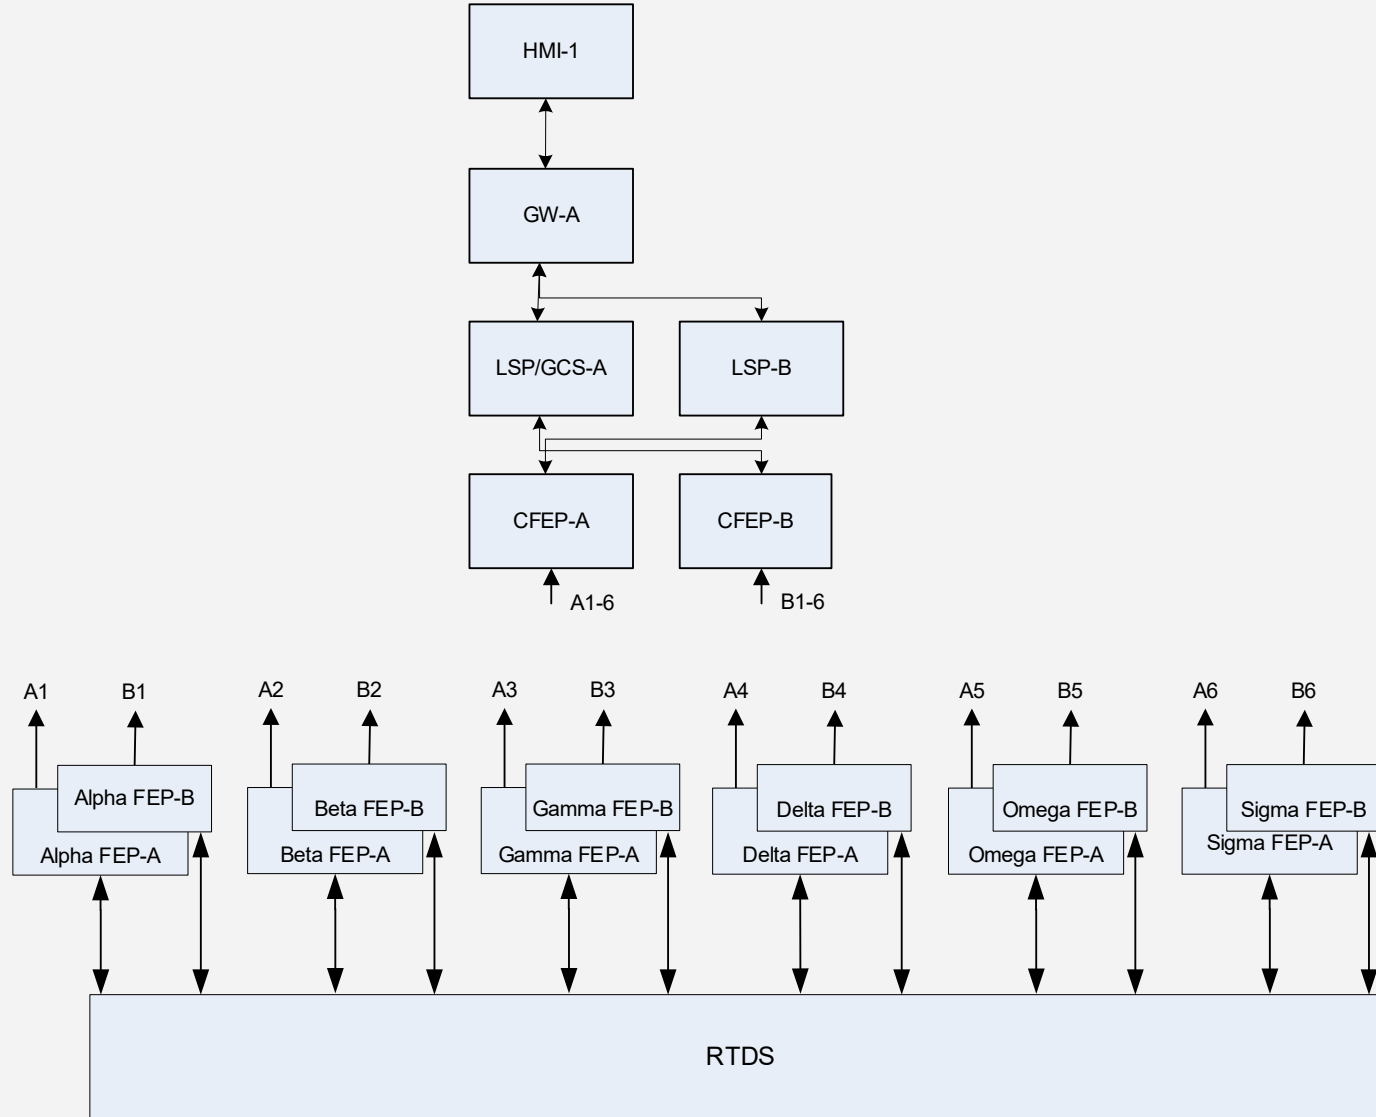 HMI-1
GW-A
LSP/GCS-A
LSP-B
CFEP-A
CFEP-B
A1-6
B1-6
A1
B1
A2
B2
A3
B3
A4
B4
A5
B5
A6
B6
Alpha FEP-B
Alpha FEP-A
Beta FEP-B
Beta FEP-A
Gamma FEP-B
Gamma FEP-A
Delta FEP-B
Delta FEP-A
Omega FEP-B
Omega FEP-A
Sigma FEP-B
Sigma FEP-A
RTDS